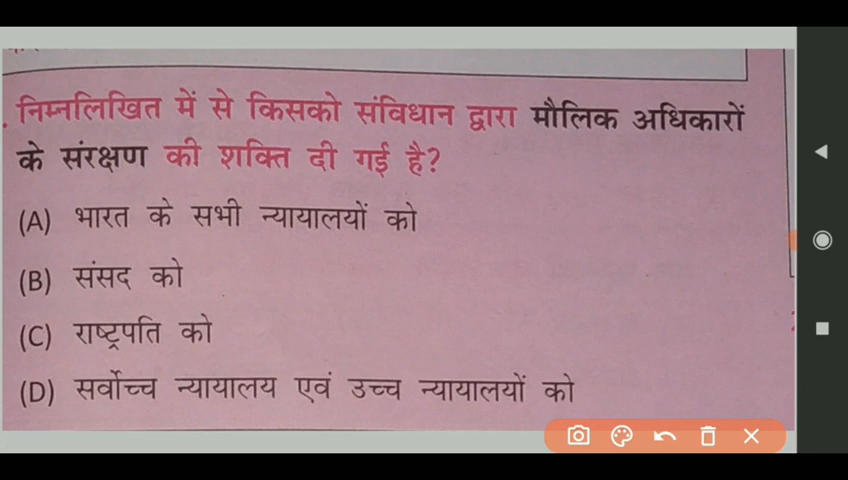 निम्नलिखित में से किसको संविधान द्वारा मौलिक अधिकारों
के संरक्षण की शक्ति दी गई है?
(A) भारत के सभी न्यायालयों को
(B) संसद को
(C) राष्ट्रपति को
(D) सर्वोच्च न्यायालय एवं उच्च न्यायालयों को